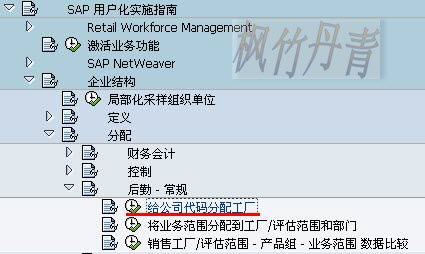 SAP 用户化实施指南
Retail Workforce Management
激活业务功能
SAP NetWeaver
企业结构
局部化采样组织单位
定义
分配
财务会计
控制
后勤 - 常规
给公司代码分配工厂
将业务范围分配到工厂/评估范围和部门
销售工厂/评估范围 - 产品组 - 业务范围 数据比较
枫竹丹青